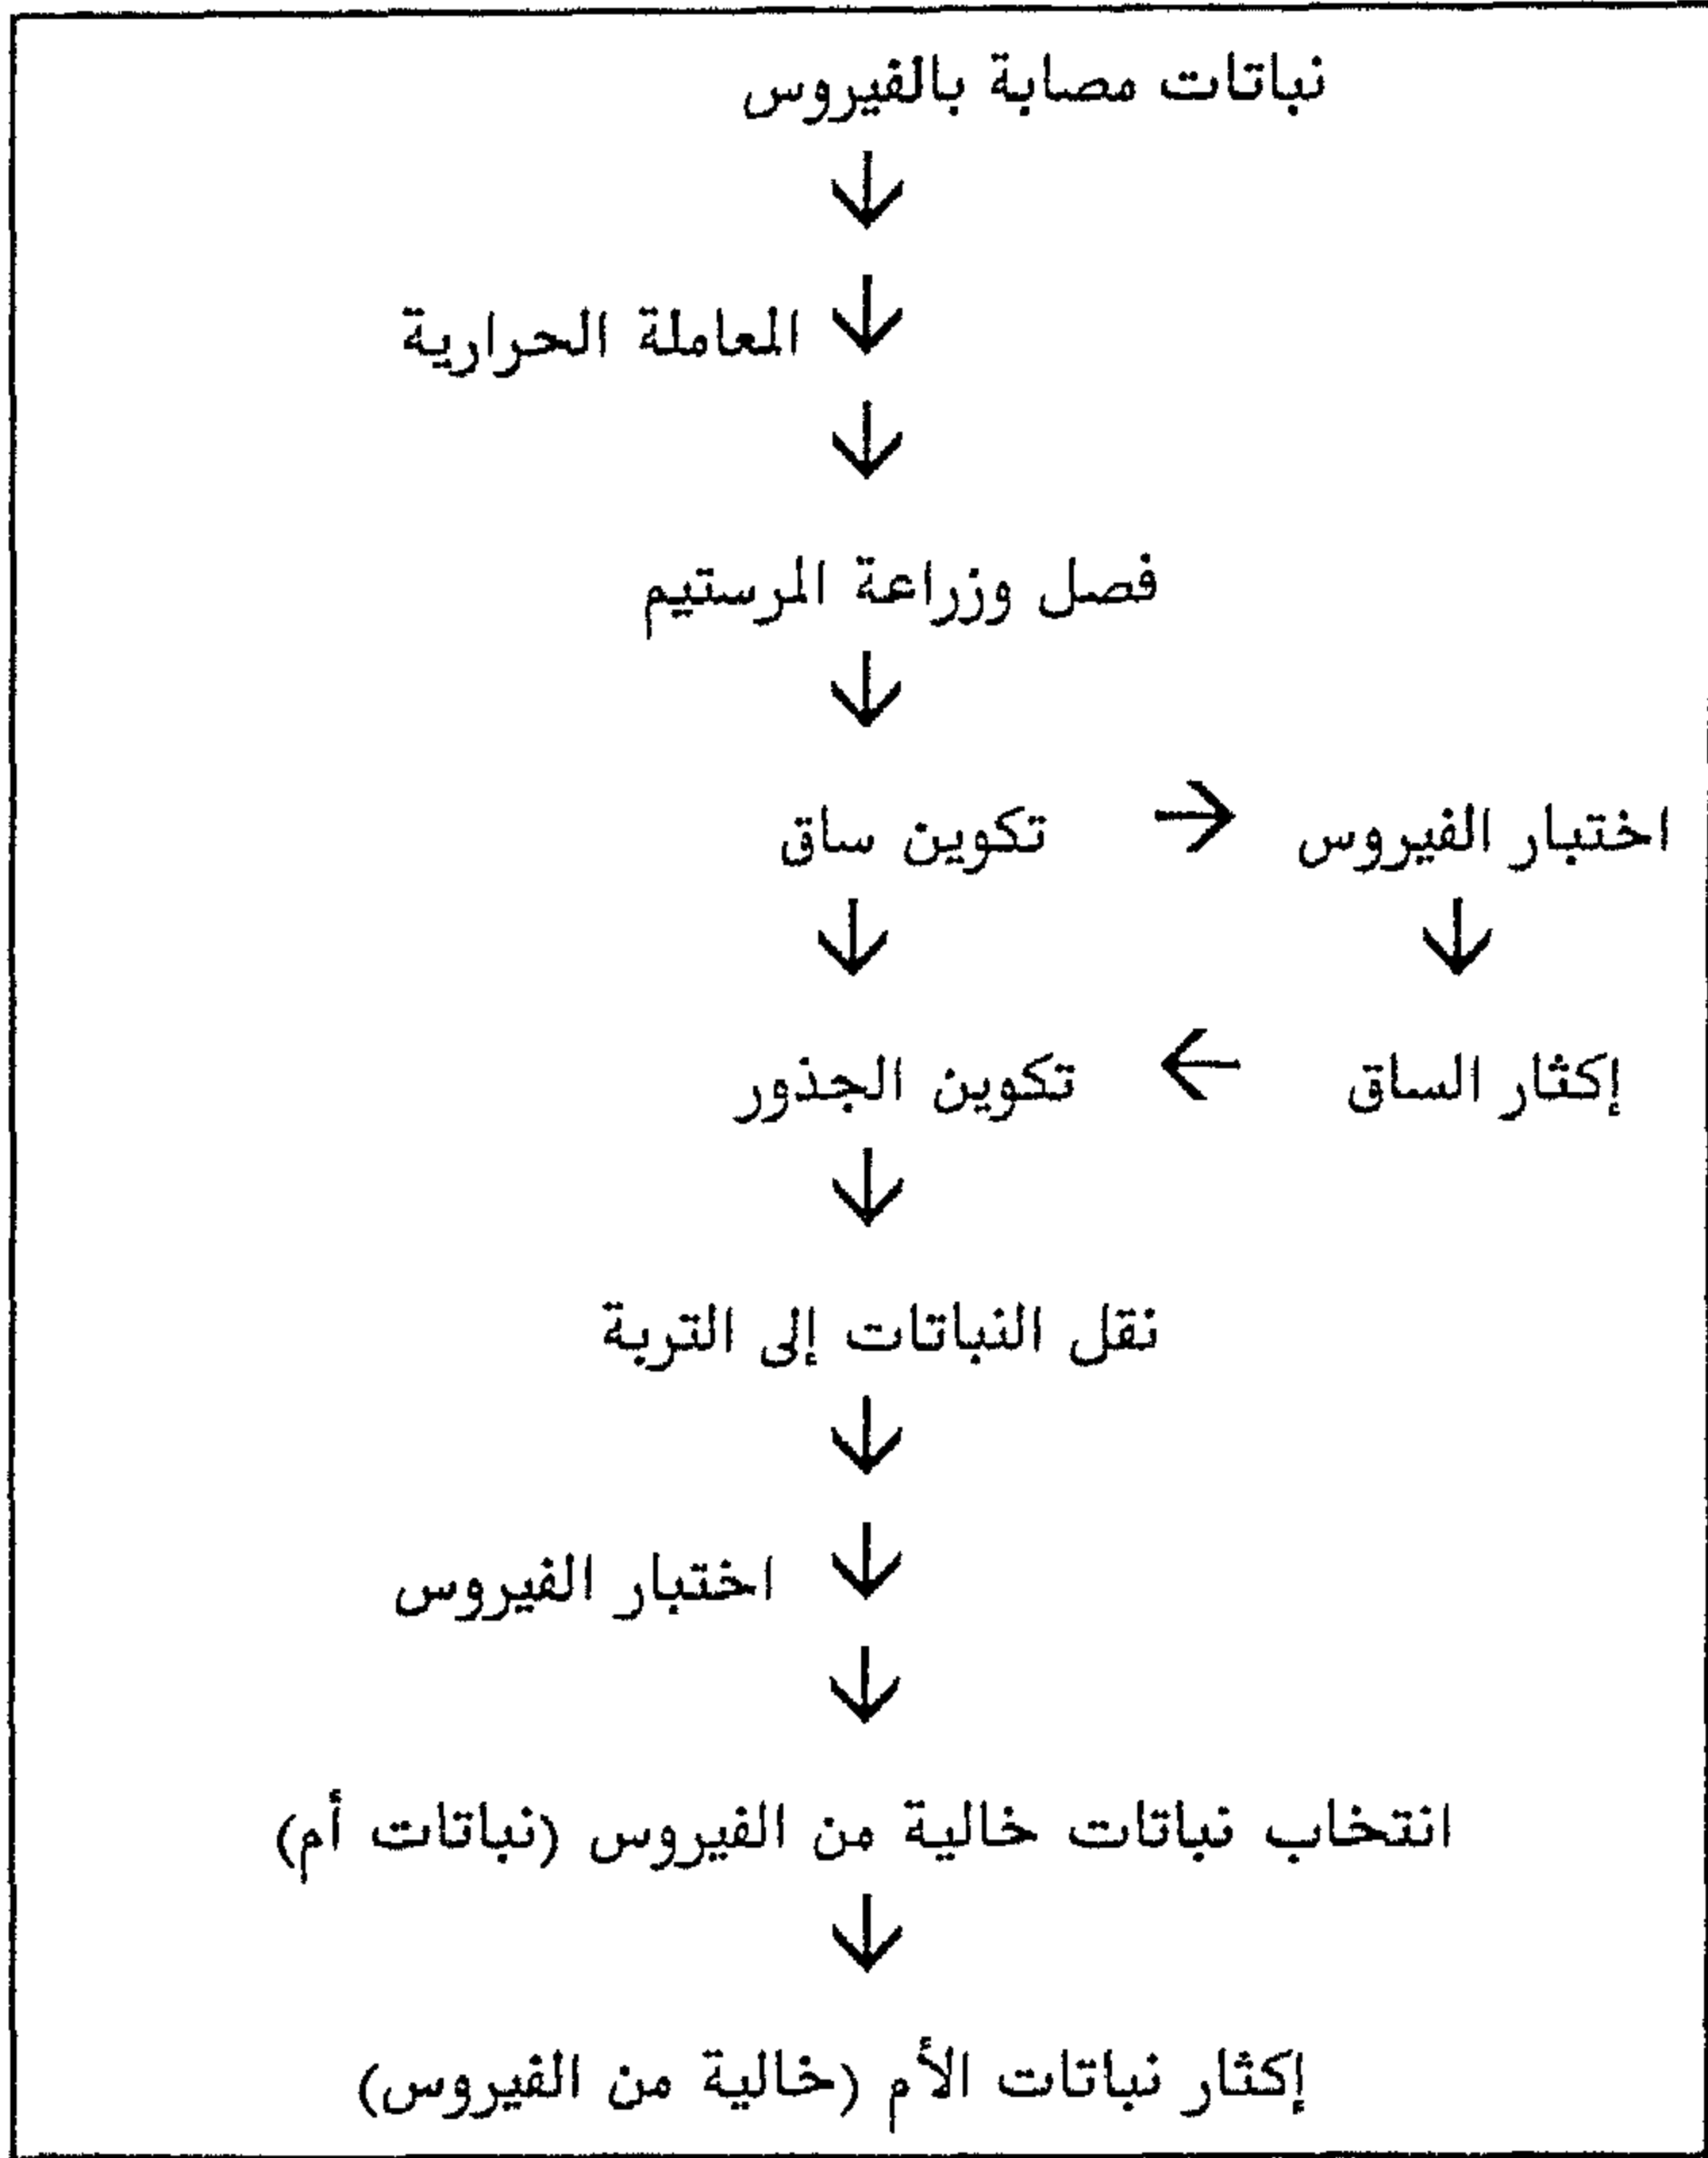 نباتات مصابة بالفيروس
المعاملة الحرارية
فصل وزراعة المرستيم
اختبار الفيروس → تكوين ساق
إكثار الساق ← تكوين الجذور
نقل النباتات إلى التربة
اختبار الفيروس
انتخاب نباتات خالية من الفيروس (نباتات أم)
إكثار نباتات الأم (خالية من الفيروس)